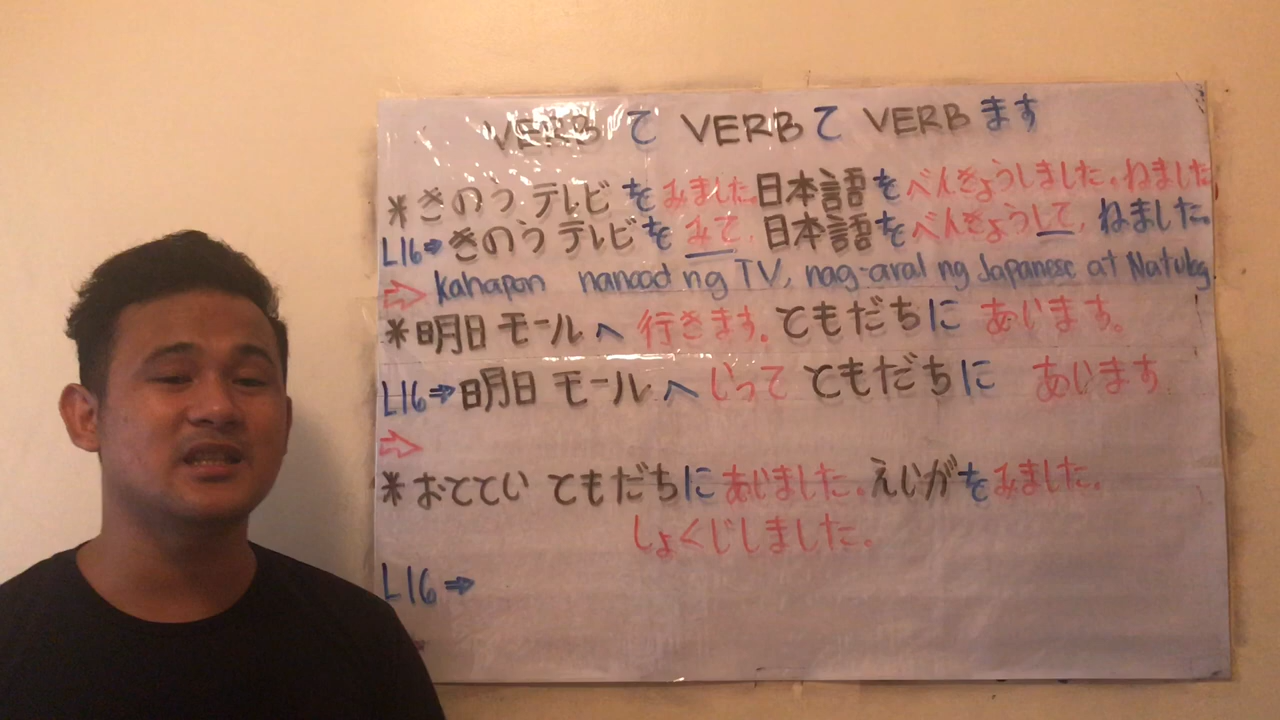 VERB て VERB て VERB ます
* きのう テレビ を みました。日本語 を べんきょうしました。ねました
L16⇒ きのう テレビ を みて, 日本語 を べんきょうして, ねました。
⇒ kahapon nanood ng TV, nag-aral ng Japanese at Natulog.
* 明日 モール へ 行きます。ともだち に あいます。
L16⇒ 明日 モール へ いって ともだち に あいます
⇒
* おててい ともだち に あいました。えいが を みました。
しょくじしました。
L16⇒